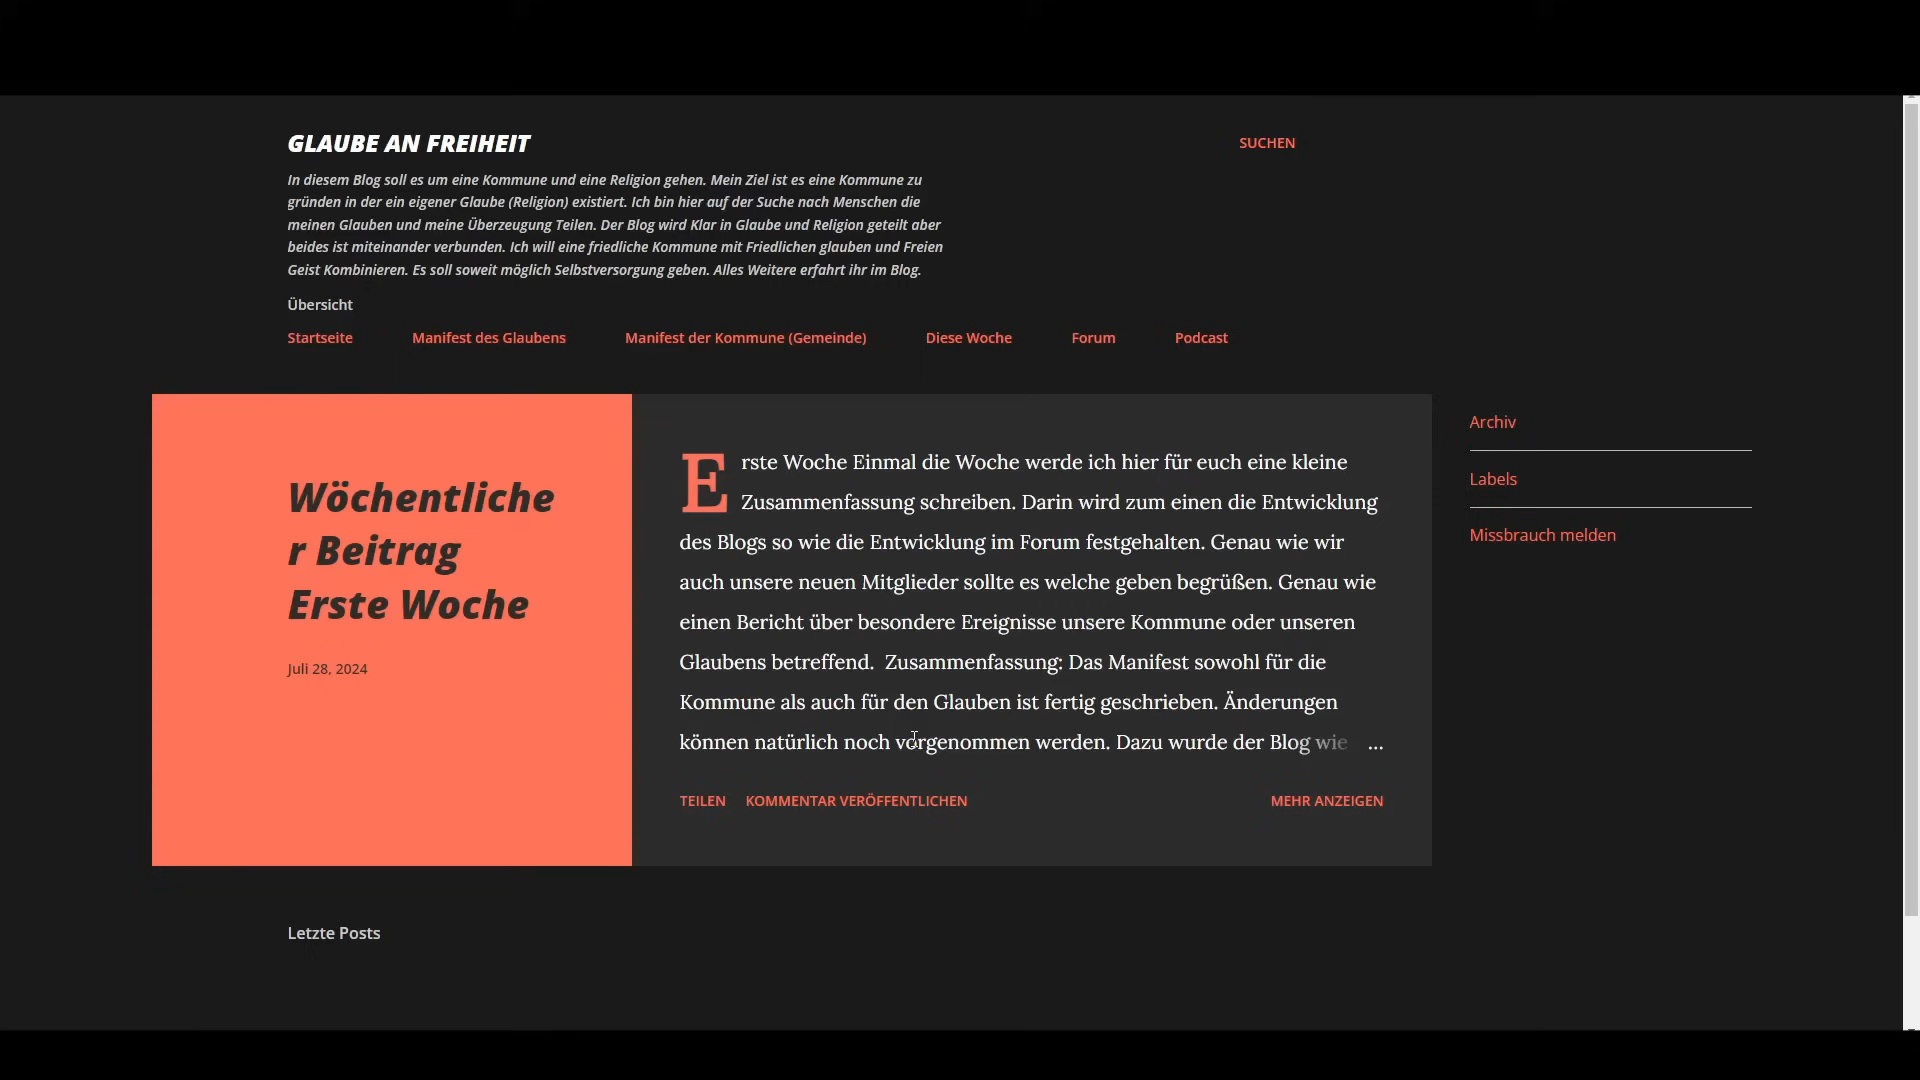 GLAUBE AN FREIHEIT
SUCHEN
In diesem Blog soll es um eine Kommune und eine Religion gehen. Mein Ziel ist es eine Kommune zu
gründen in der ein eigener Glaube (Religion) existiert. Ich bin hier auf der Suche nach Menschen die
meinen Glauben und meine Überzeugung Teilen. Der Blog wird Klar in Glaube und Religion geteilt aber
beides ist miteinander verbunden. Ich will eine friedliche Kommune mit Friedlichen glauben und Freien
Geist Kombinieren. Es soll soweit möglich Selbstversorgung geben. Alles Weitere erfahrt ihr im Blog.
Übersicht
Startseite Manifest des Glaubens Manifest der Kommune (Gemeinde) Diese Woche Forum Podcast
Wöchentliche
r Beitrag
Erste Woche
Juli 28, 2024
Erste Woche Einmal die Woche werde ich hier für euch eine kleine
Zusammenfassung schreiben. Darin wird zum einen die Entwicklung
des Blogs so wie die Entwicklung im Forum festgehalten. Genau wie wir
auch unsere neuen Mitglieder sollte es welche geben begrüßen. Genau wie
einen Bericht über besondere Ereignisse unsere Kommune oder unseren
Glaubens betreffend.  Zusammenfassung: Das Manifest sowohl für die
Kommune als auch für den Glauben ist fertig geschrieben. Änderungen
können natürlich noch vorgenommen werden. Dazu wurde der Blog wie ...
TEILEN KOMMENTAR VERÖFFENTLICHEN MEHR ANZEIGEN
Archiv
Labels
Missbrauch melden
Letzte Posts